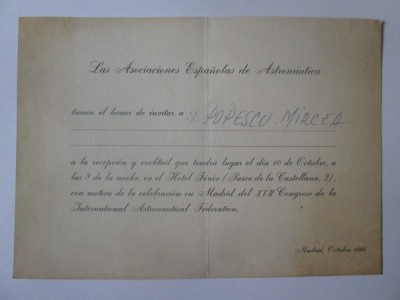 Las Asociaciones Españolas de Astronáutica
tienen el honor de invitar a POPESCU MIRCEA
a la recepción y cocktail que tendrá lugar el día 10 de Octubre, a
las 8 de la noche, en el Hotel Fénix (Paseo de la Castellana, 2),
con motivo de la celebración en Madrid del XVII Congreso de la
International Astronautical Federation.
Madrid, Octubre 1966